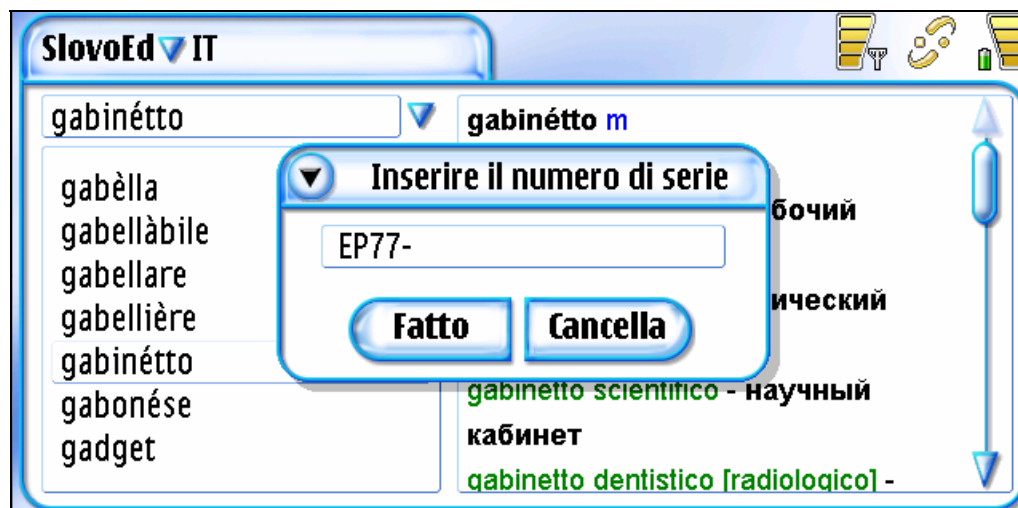 SlovoEd IT
gabinétto
gabèlla
gabellàbile
gabellare
gabellière
gabinétto
gabonése
gadget
gabinétto m
бочий
ический
gabinetto scientifico - научный
кабинет
gabinetto dentistico [radiologico] -
Inserire il numero di serie
EP77-
Fatto
Cancella